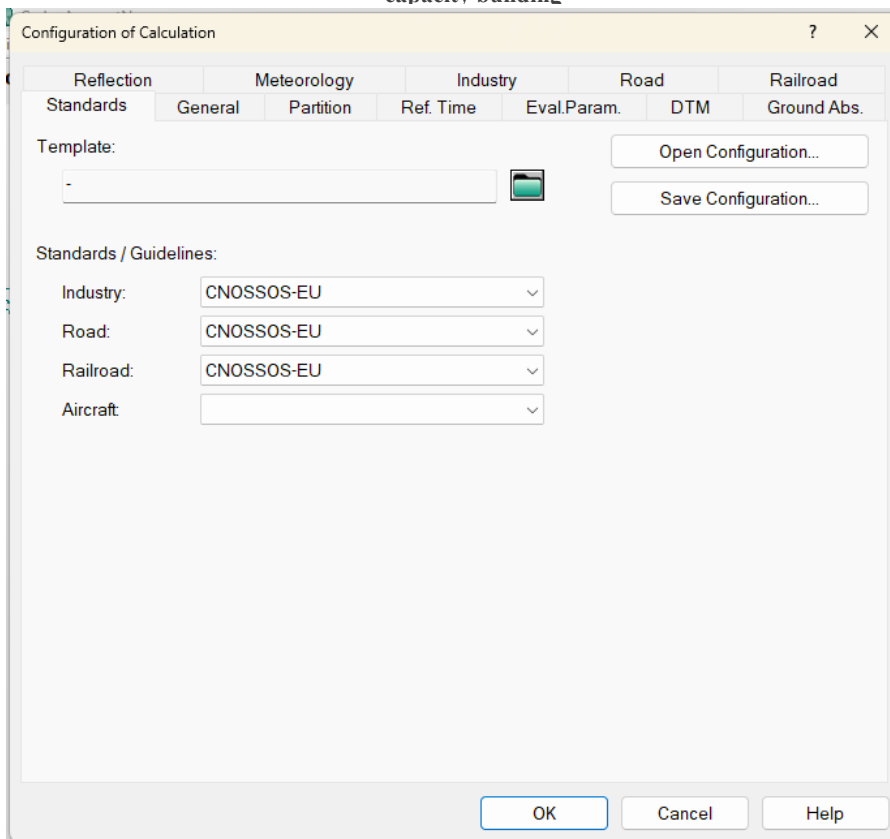 Configuration of Calculation ? ×
Reflection Meteorology Industry Road Railroad
Standards General Partition Ref. Time Eval.Param. DTM Ground Abs.
Template:
Open Configuration...
-
Save Configuration...
Standards / Guidelines:
Industry: CNOSSOS-EU
Road: CNOSSOS-EU
Railroad: CNOSSOS-EU
Aircraft:
OK Cancel Help